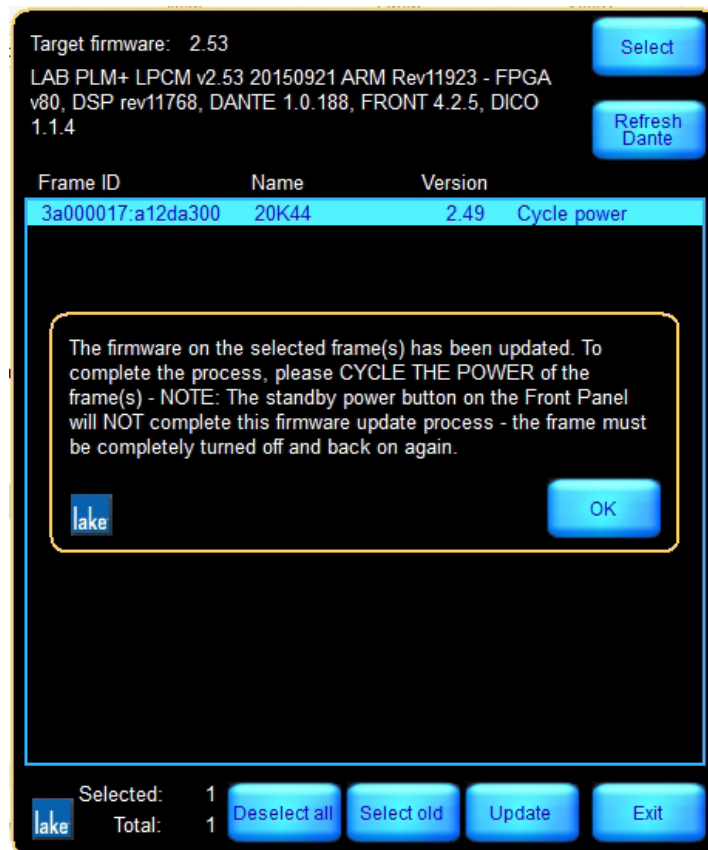 Target firmware: 2.53
Select
LAB PLM+ LPCM v2.53 20150921 ARM Rev11923 - FPGA
v80, DSP rev11768, DANTE 1.0.188, FRONT 4.2.5, DICO
1.1.4
Refresh
Dante
Frame ID Name Version
3a000017:a12da300 20K44 2.49 Cycle power
The firmware on the selected frame(s) has been updated. To
complete the process, please CYCLE THE POWER of the
frame(s) - NOTE: The standby power button on the Front Panel
will NOT complete this firmware update process - the frame must
be completely turned off and back on again.
lake
OK
Selected: 1
Deselect all Select old Update Exit
lake
Total: 1